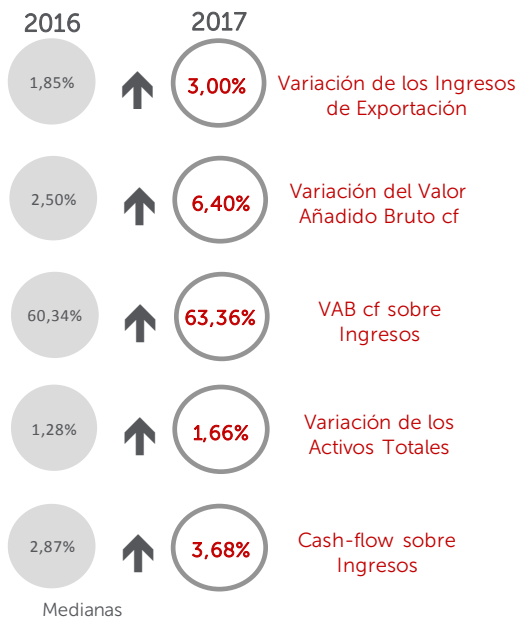 2016 2017
1,85% 3,00% Variación de los Ingresos
de Exportación
2,50% 6,40% Variación del Valor
Añadido Bruto cf
60,34% 63,36% VAB cf sobre
Ingresos
1,28% 1,66% Variación de los
Activos Totales
2,87% 3,68% Cash-flow sobre
Ingresos
Medianas